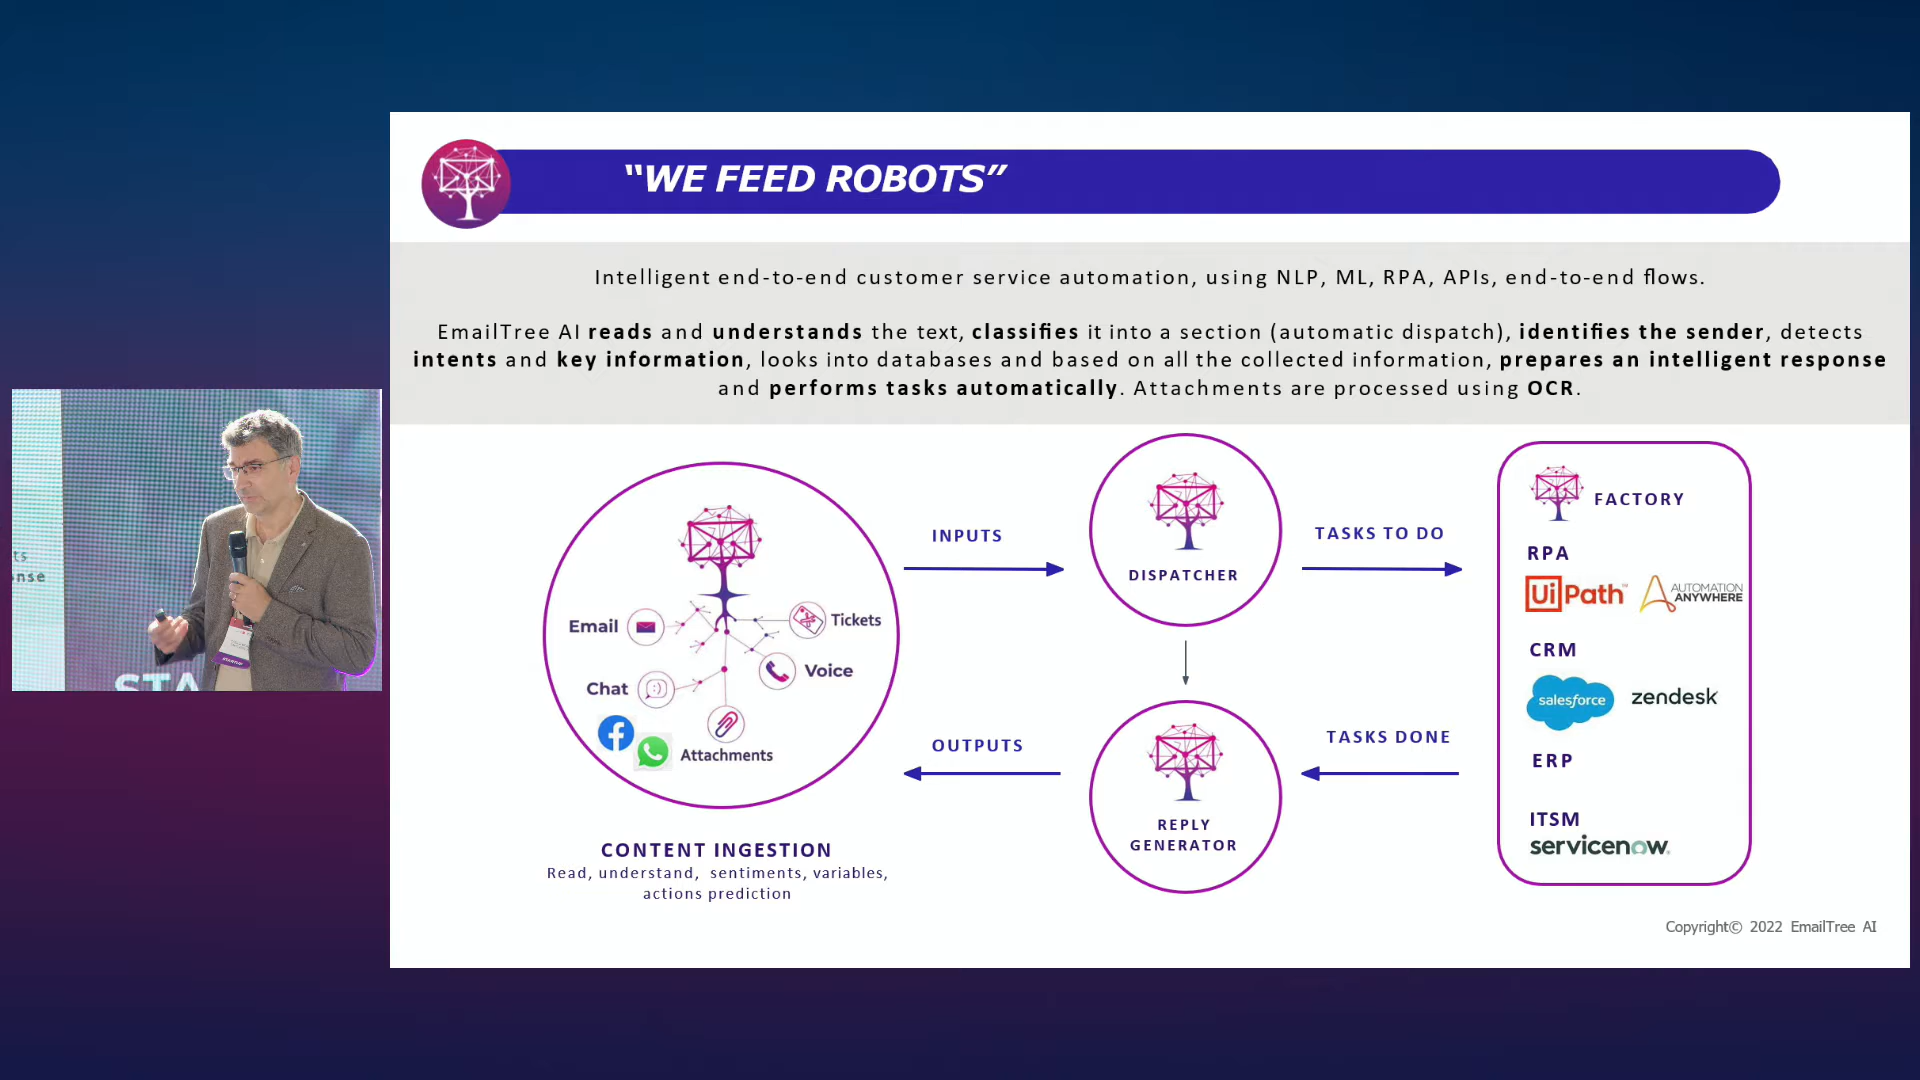 “WE FEED ROBOTS”
Intelligent end-to-end customer service automation, using NLP, ML, RPA, APIs, end-to-end flows.
EmailTree AI reads and understands the text, classifies it into a section (automatic dispatch), identifies the sender, detects
intents and key information, looks into databases and based on all the collected information, prepares an intelligent response
and performs tasks automatically. Attachments are processed using OCR.
Email
Tickets
Voice
Chat
Attachments
CONTENT INGESTION
Read, understand, sentiments, variables,
actions prediction
INPUTS
OUTPUTS
DISPATCHER
REPLY
GENERATOR
TASKS TO DO
TASKS DONE
FACTORY
RPA
UiPath™
AUTOMATION
ANYWHERE
CRM
salesforce
zendesk
ERP
ITSM
servicenow.
Copyright© 2022 EmailTree AI
STA
STARTUP